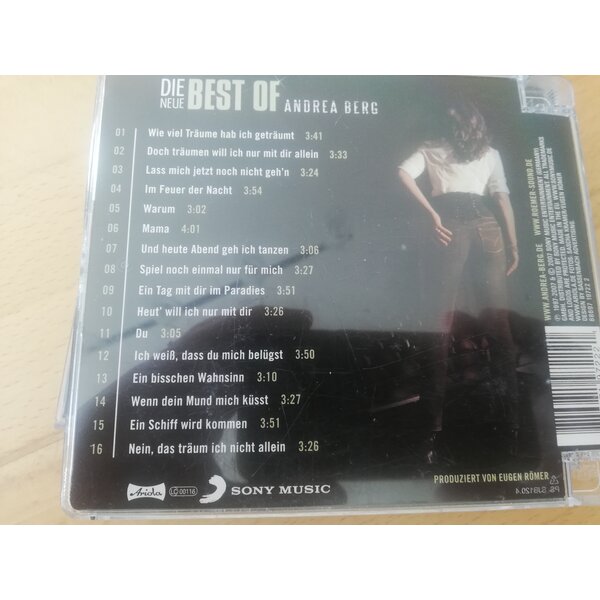 DIE NEUE BEST OF ANDREA BERG
01 Wie viel Träume hab ich geträumt 3:41
02 Doch träumen will ich nur mit dir allein 3:33
03 Lass mich jetzt noch nicht geh'n 3:24
04 Im Feuer der Nacht 3:54
05 Warum 3:02
06 Mama 4:01
07 Und heute Abend geh ich tanzen 3:06
08 Spiel noch einmal nur für mich 3:27
09 Ein Tag mit dir im Paradies 3:51
10 Heut' will ich nur mit dir 3:26
11 Du 3:05
12 Ich weiß, dass du mich belügst 3:50
13 Ein bisschen Wahnsinn 3:10
14 Wenn dein Mund mich küsst 3:27
15 Ein Schiff wird kommen 3:51
16 Nein, das träum ich nicht allein 3:26
Ariola
LC 00116
SONY MUSIC
PRODUZIERT VON EUGEN RÖMER
WWW.ANDREA-BERG.DE WWW.ROEMER-SOUND.DE